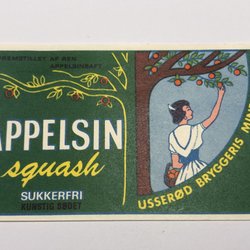 FREMSTILLET AF REN
APPELSINSAFT
APPELSIN
squash
SUKKERFRI
KUNSTIG SØDET
USSERØD BRYGGERIS MIN